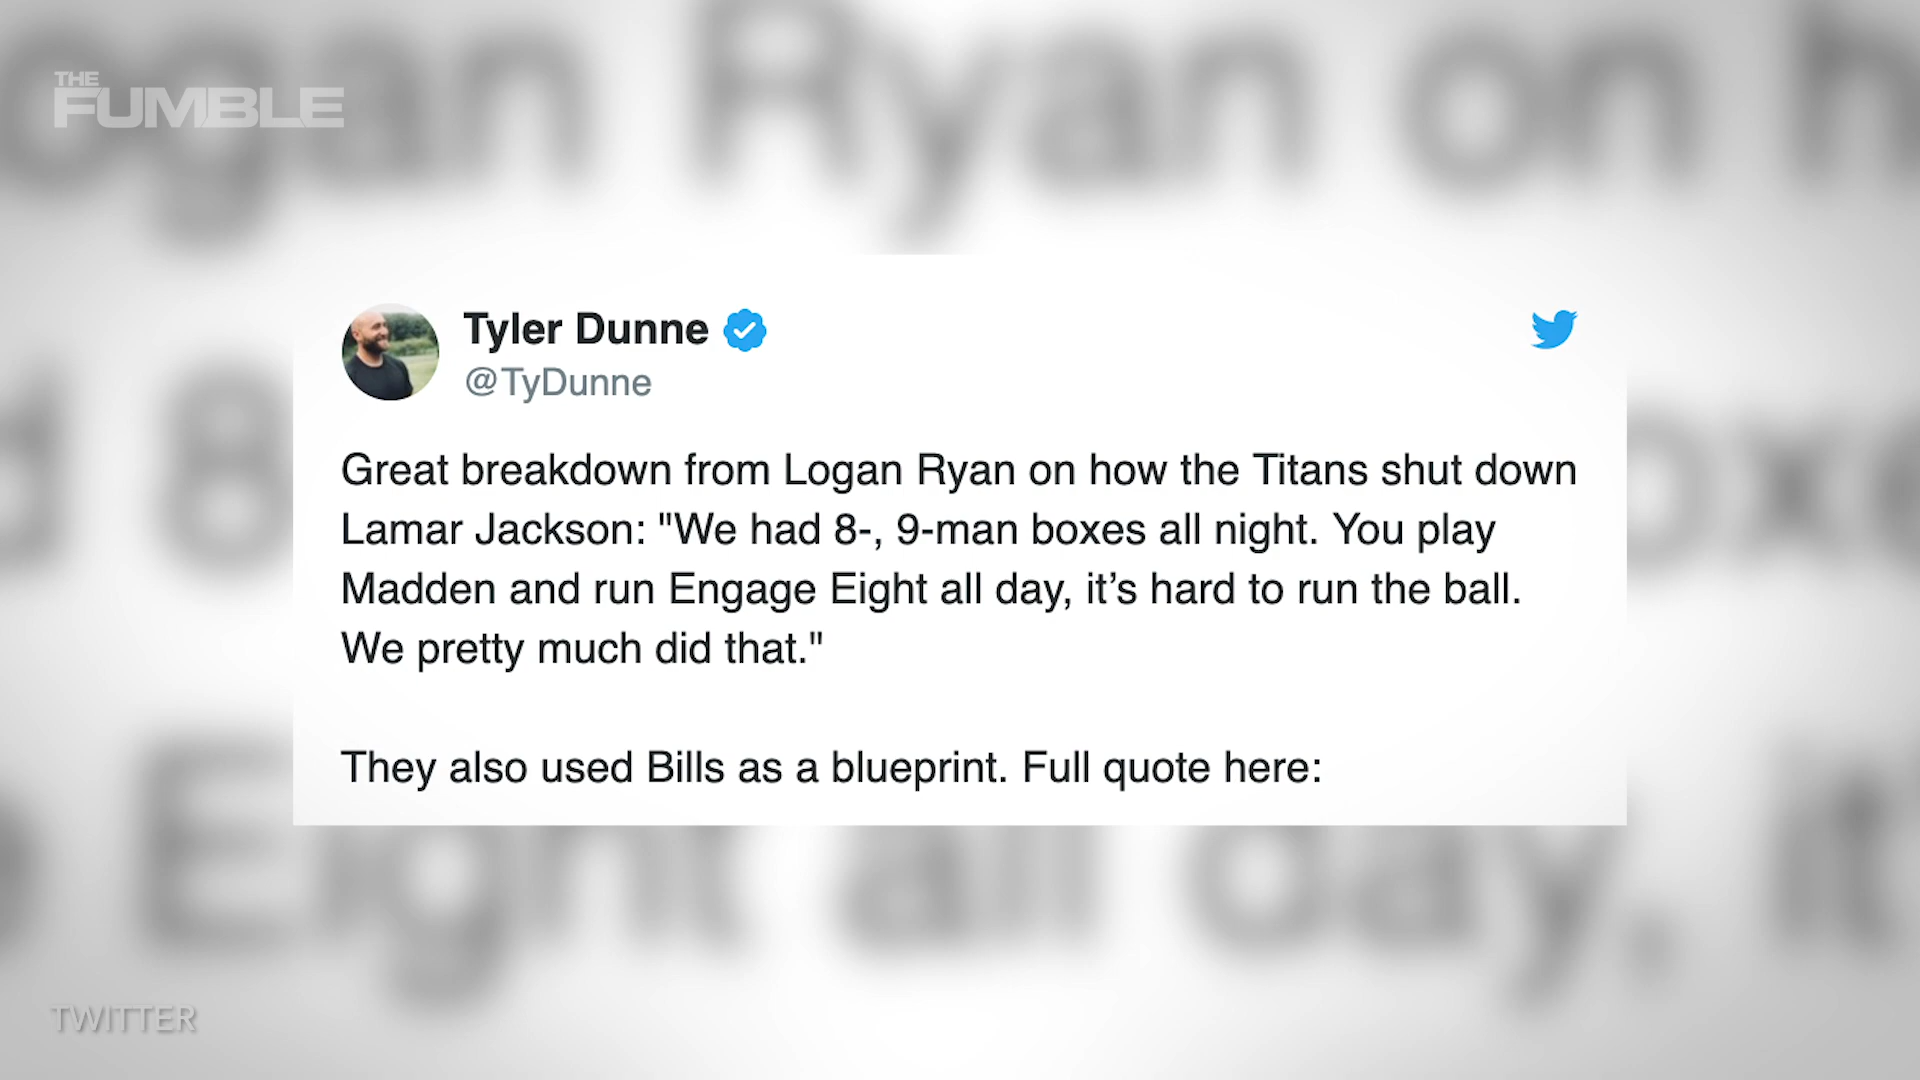 THE
FUMBLE
Tyler Dunne
@TyDunne
Great breakdown from Logan Ryan on how the Titans shut down
Lamar Jackson: "We had 8-, 9-man boxes all night. You play
Madden and run Engage Eight all day, it’s hard to run the ball.
We pretty much did that."
They also used Bills as a blueprint. Full quote here:
TWITTER